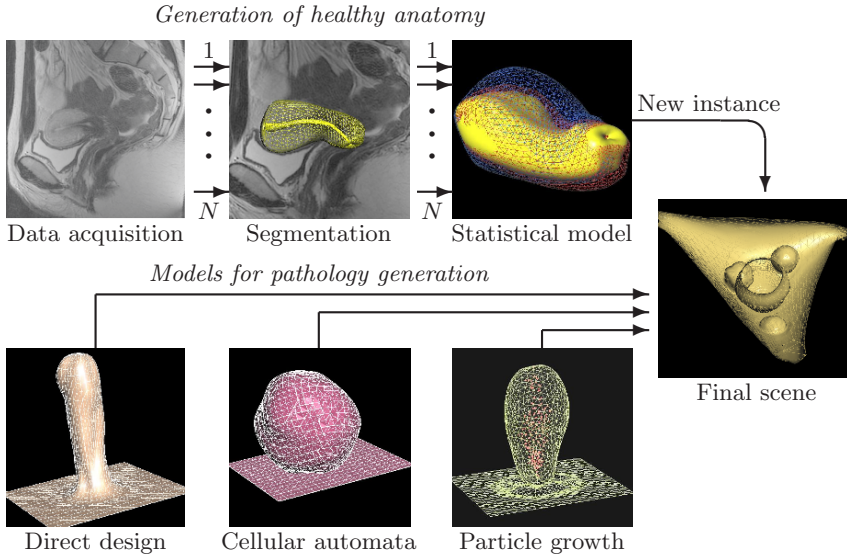 Generation of healthy anatomy
1
1
N
N
New instance
Data acquisition
Segmentation
Statistical model
Models for pathology generation
Final scene
Direct design
Cellular automata
Particle growth